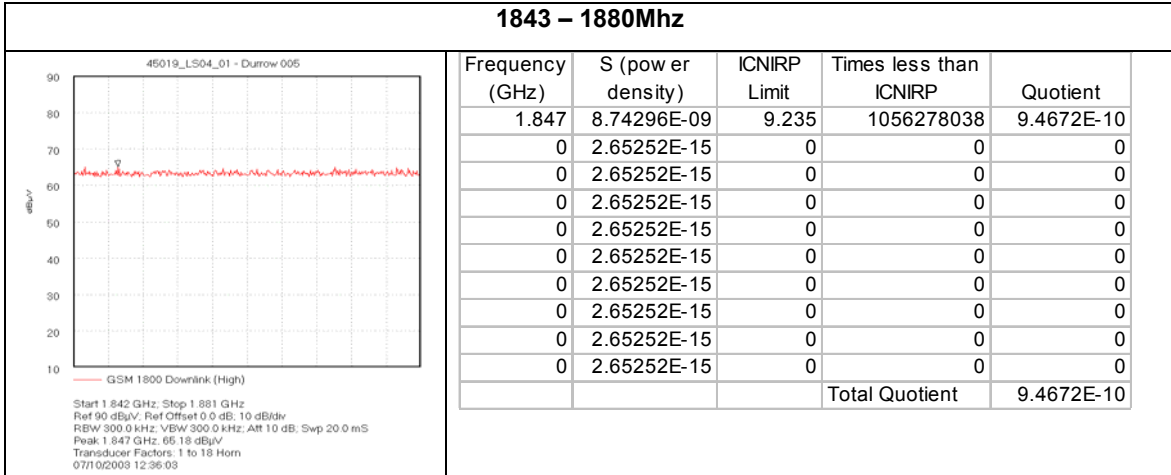 1843 – 1880Mhz
45019_LS04_01 - Durrow 005
90
80
70
60
50
40
30
20
10
dBµV
GSM 1800 Downlink (High)
Start 1.842 GHz; Stop 1.881 GHz
Ref 90 dBµV; Ref Offset 0.0 dB; 10 dB/div
RBW 300.0 kHz; VBW 300.0 kHz; Att 10 dB; Swp 20.0 mS
Peak 1.847 GHz, 65.18 dBµV
Transducer Factors: 1 to 18 Horn
07/10/2003 12:36:03
Frequency S (pow er ICNIRP Times less than
(GHz) density) Limit ICNIRP Quotient
1.847 8.74296E-09 9.235 1056278038 9.4672E-10
0 2.65252E-15 0 0 0
0 2.65252E-15 0 0 0
0 2.65252E-15 0 0 0
0 2.65252E-15 0 0 0
0 2.65252E-15 0 0 0
0 2.65252E-15 0 0 0
0 2.65252E-15 0 0 0
0 2.65252E-15 0 0 0
0 2.65252E-15 0 0 0
Total Quotient 9.4672E-10